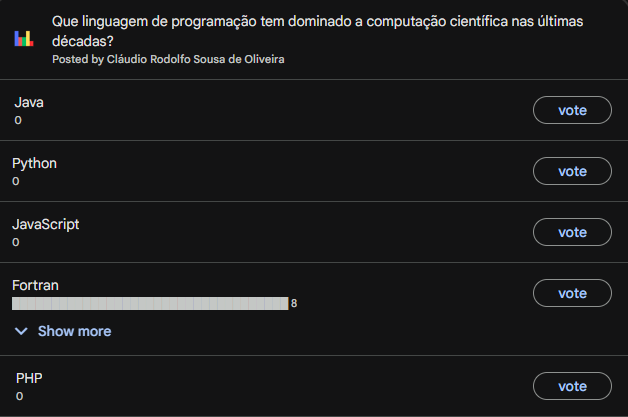 Que linguagem de programação tem dominado a computação científica nas últimas
décadas?
Posted by Cláudio Rodolfo Sousa de Oliveira
Java
0
vote
Python
0
vote
JavaScript
0
vote
Fortran
8
vote
Show more
PHP
0
vote